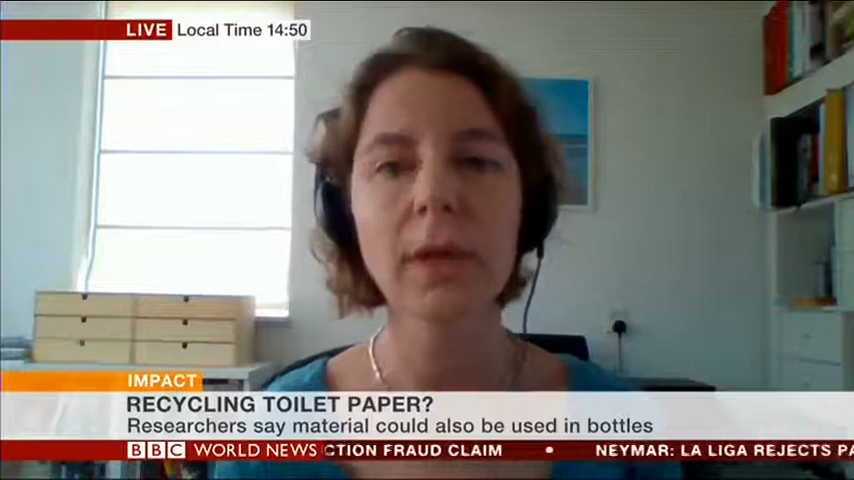 LIVE Local Time 14:50
IMPACT
RECYCLING TOILET PAPER?
Researchers say material could also be used in bottles
BBC WORLD NEWS CTION FRAUD CLAIM • NEYMAR: LA LIGA REJECTS PA